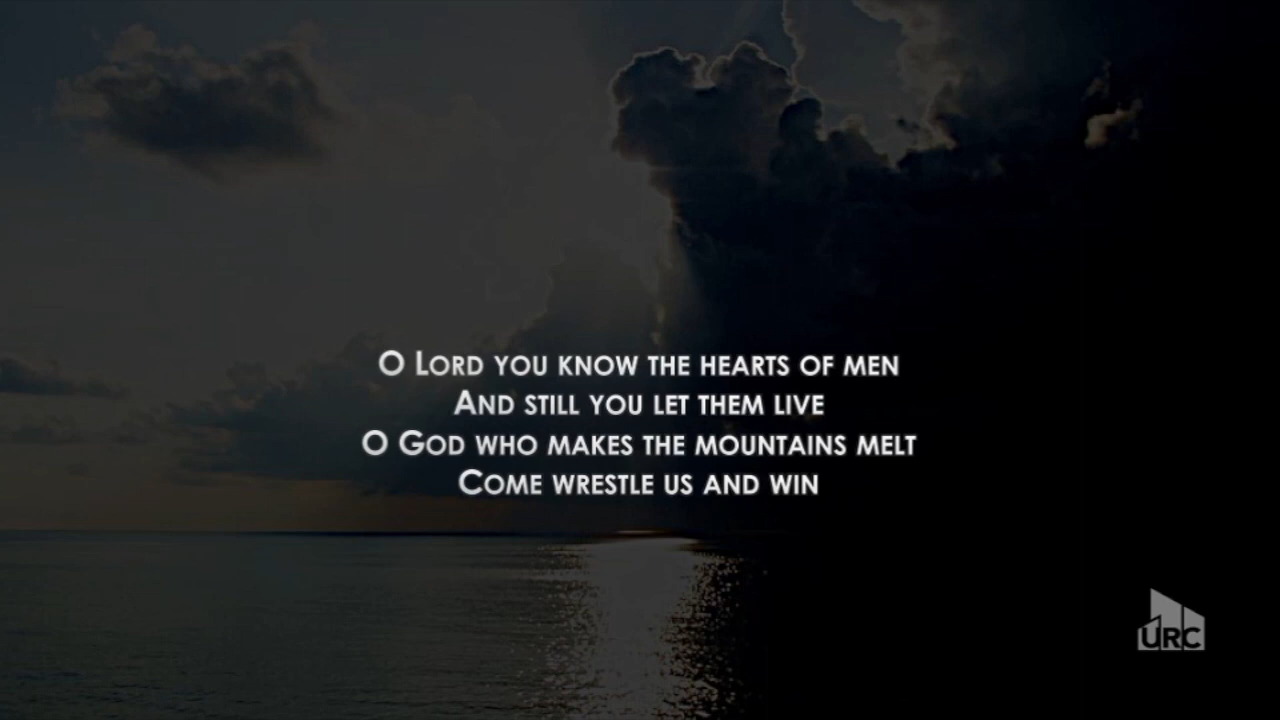 O Lord you know the hearts of men
And still you let them live
O God who makes the mountains melt
Come wrestle us and win
URC